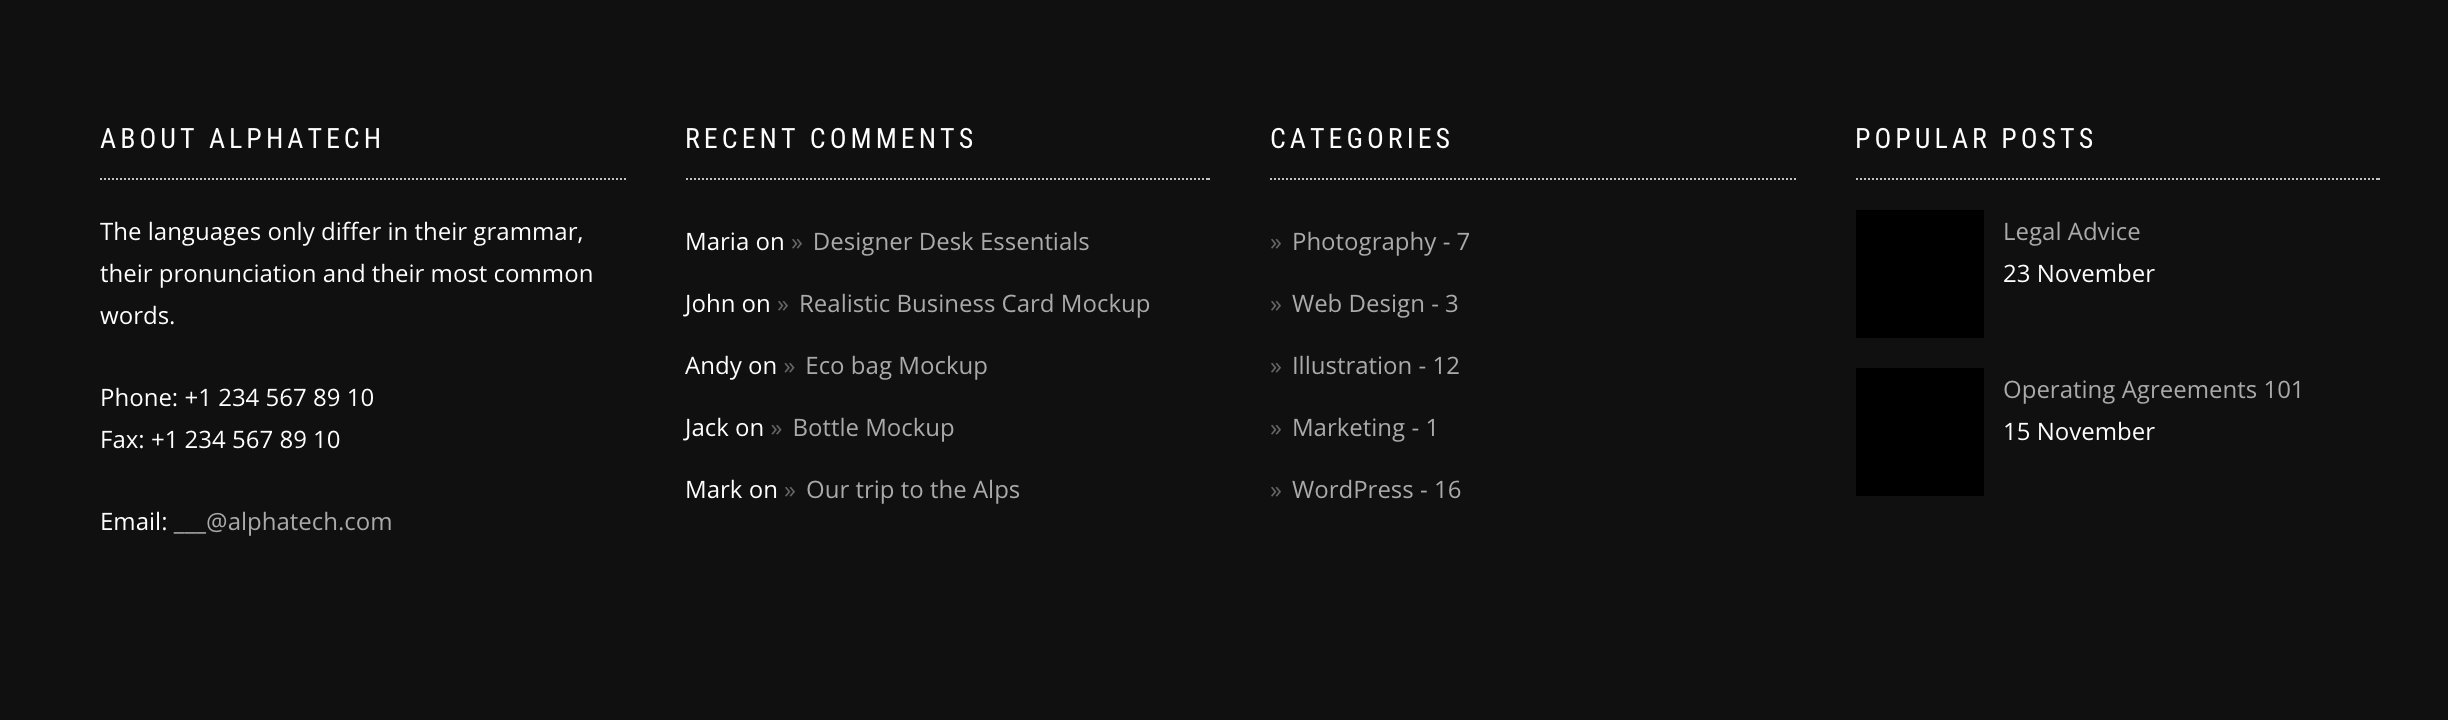 ABOUT ALPHATECH
The languages only differ in their grammar,
their pronunciation and their most common
words.
Phone: +1 234 567 89 10
Fax: +1 234 567 89 10
Email: ___@alphatech.com
RECENT COMMENTS
Maria on » Designer Desk Essentials
John on » Realistic Business Card Mockup
Andy on » Eco bag Mockup
Jack on » Bottle Mockup
Mark on » Our trip to the Alps
CATEGORIES
» Photography - 7
» Web Design - 3
» Illustration - 12
» Marketing - 1
» WordPress - 16
POPULAR POSTS
Legal Advice
23 November
Operating Agreements 101
15 November